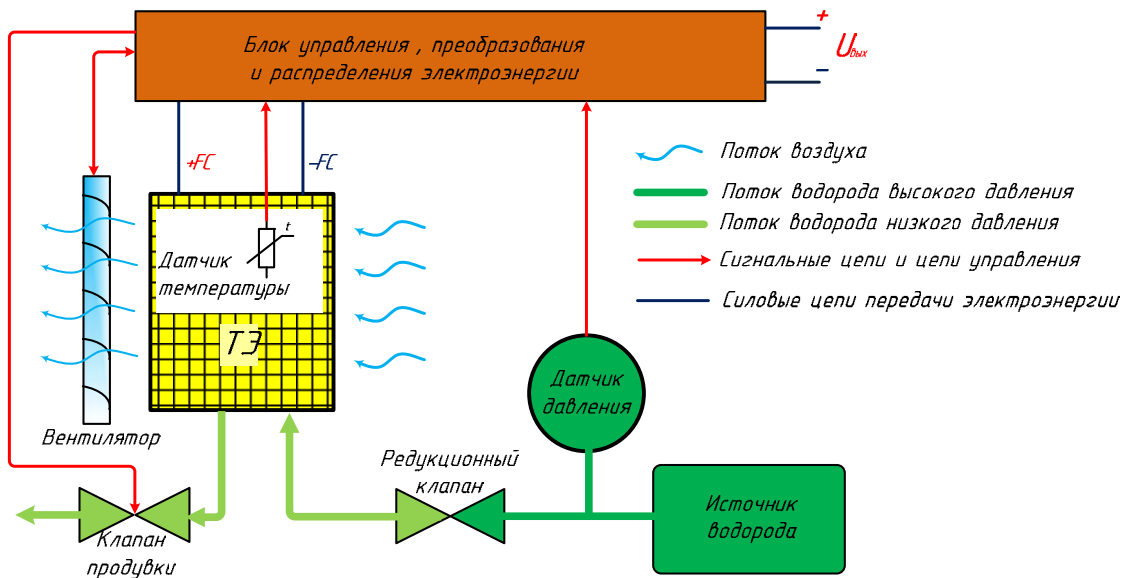 Блок управления , преобразования
и распределения электроэнергии
+
Uвых
−
+FC
−FC
Поток воздуха
Поток водорода высокого давления
Поток водорода низкого давления
Сигнальные цепи и цепи управления
Силовые цепи передачи электроэнергии
t
Датчик
температуры
ТЭ
Вентилятор
Датчик
давления
Редукционный
клапан
Источник
водорода
Клапан
продувки